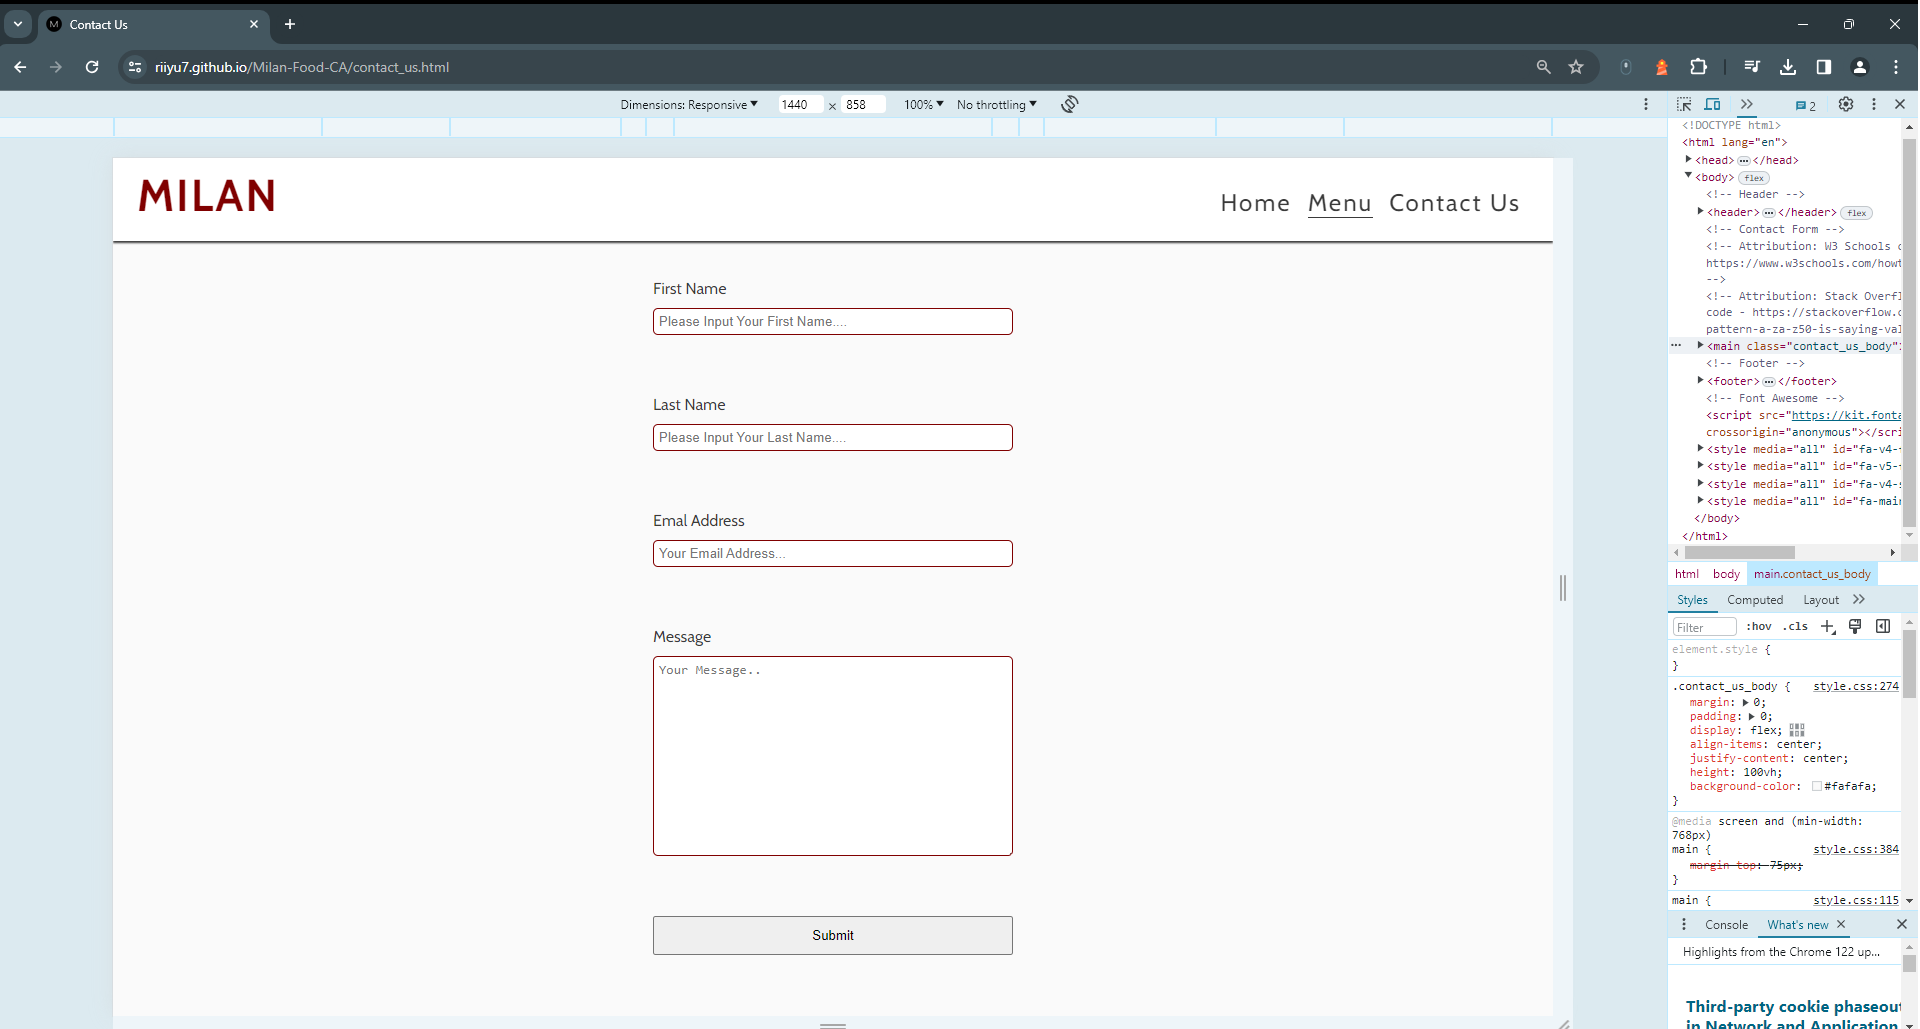 Contact Us
riiyu7.github.io/Milan-Food-CA/contact_us.html
Dimensions: Responsive 1440 x 858 100% No throttling
2
MILAN
Home Menu Contact Us
First Name
Please Input Your First Name....
Last Name
Please Input Your Last Name....
Emal Address
Your Email Address...
Message
Your Message..
Submit
<!DOCTYPE html>
<html lang="en">
<head> ... </head>
<body> flex
<!-- Header -->
<header> ... </header> flex
<!-- Contact Form -->
<!-- Attribution: W3 Schools
https://www.w3schools.com/howt
-->
<!-- Attribution: Stack Overfl
code - https://stackoverflow.c
pattern-a-za-z50-is-saying-val
... <main class="contact_us_body"
<!-- Footer -->
<footer> ... </footer>
<!-- Font Awesome -->
<script src="https://kit.fonta
crossorigin="anonymous"></scri
<style media="all" id="fa-v4-
<style media="all" id="fa-v5-
<style media="all" id="fa-v4-
<style media="all" id="fa-mai
</body>
</html>
html body main.contact_us_body
Styles Computed Layout
Filter :hov .cls
element.style {
}
.contact_us_body { style.css:274
margin: 0;
padding: 0;
display: flex;
align-items: center;
justify-content: center;
height: 100vh;
background-color: #fafafa;
}
@media screen and (min-width:
768px)
main { style.css:384
margin-top: 75px;
}
main { style.css:115
Console What's new
Highlights from the Chrome 122 up...
Third-party cookie phaseout
in Network and Application